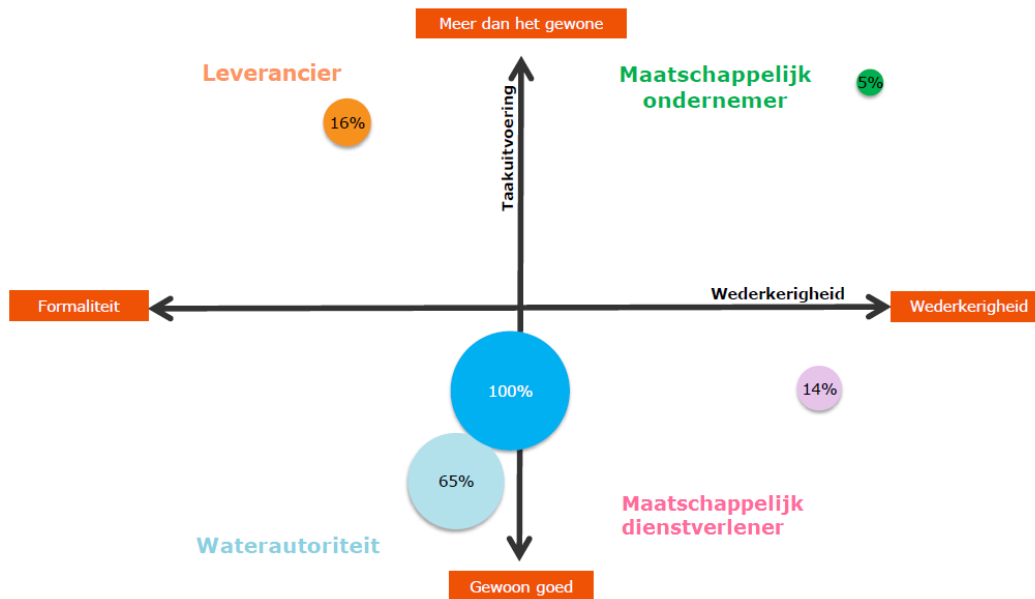 Meer dan het gewone
Leverancier
Maatschappelijk
ondernemer
5%
16%
Taakuitvoering
Wederkerigheid
Formaliteit
Wederkerigheid
100%
14%
65%
Maatschappelijk
dienstverlener
Waterautoriteit
Gewoon goed